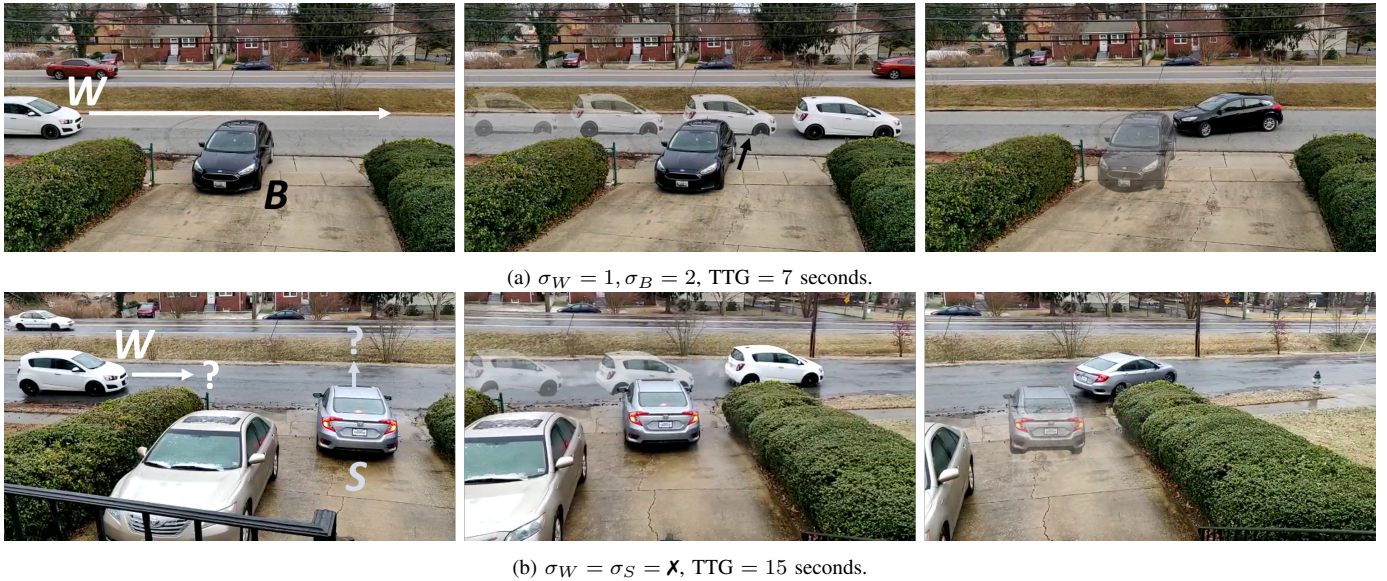 W
B
(a) σ_W = 1, σ_B = 2, TTG = 7 seconds.
W
?
?
S
(b) σ_W = σ_S = ✗, TTG = 15 seconds.